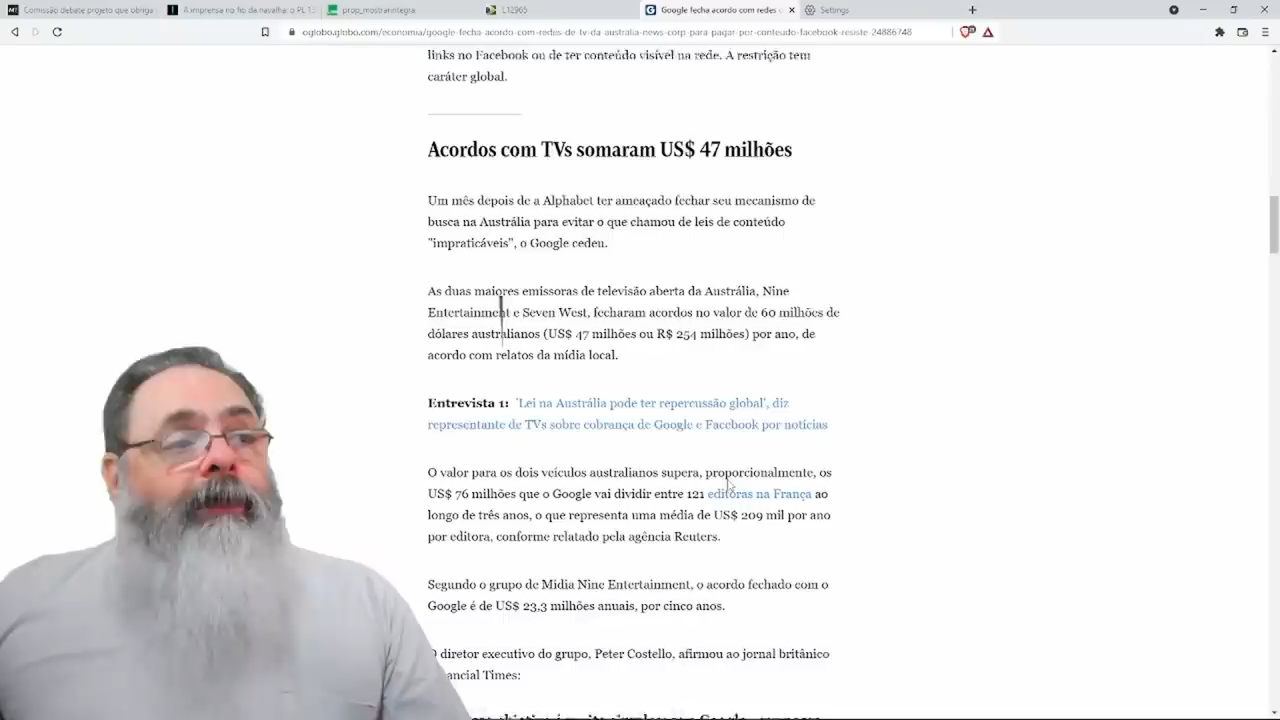 Comissão debate projeto que obriga
A imprensa no fio da navalha: o PL 15
prop_mostrarintegra
L12965
Google fecha acordo com redes
Settings
oglobo.globo.com/economia/google-fecha-acordo-com-redes-de-tv-da-australia-news-corp-para-pagar-por-conteudo-facebook-resiste-24886748
links no Facebook ou de ter conteúdo visível na rede. A restrição tem
caráter global.
Acordos com TVs somaram US$ 47 milhões
Um mês depois de a Alphabet ter ameaçado fechar seu mecanismo de
busca na Austrália para evitar o que chamou de leis de conteúdo
"impraticáveis", o Google cedeu.
As duas maiores emissoras de televisão aberta da Austrália, Nine
Entertainment e Seven West, fecharam acordos no valor de 60 milhões de
dólares australianos (US$ 47 milhões ou R$ 254 milhões) por ano, de
acordo com relatos da mídia local.
Entrevista 1: 'Lei na Austrália pode ter repercussão global', diz
representante de TVs sobre cobrança de Google e Facebook por notícias
O valor para os dois veículos australianos supera, proporcionalmente, os
US$ 76 milhões que o Google vai dividir entre 121 editoras na França ao
longo de três anos, o que representa uma média de US$ 209 mil por ano
por editora, conforme relatado pela agência Reuters.
Segundo o grupo de Mídia Nine Entertainment, o acordo fechado com o
Google é de US$ 23,3 milhões anuais, por cinco anos.
O diretor executivo do grupo, Peter Costello, afirmou ao jornal britânico
ancial Times: